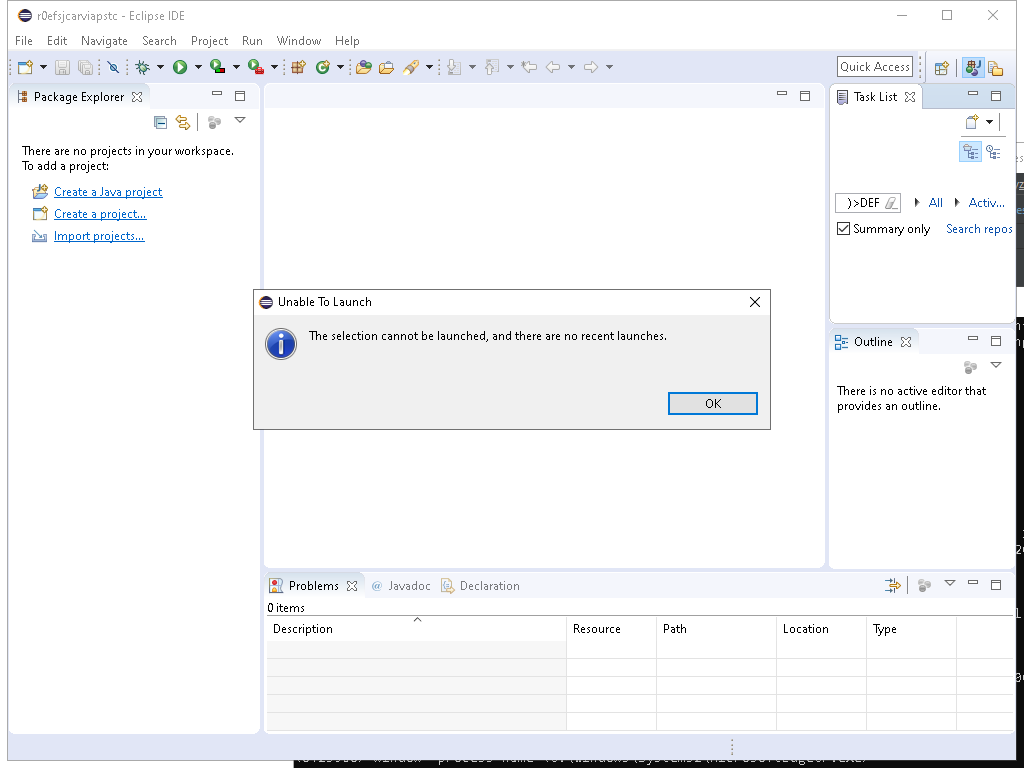 r0efsjcarviapstc - Eclipse IDE
File Edit Navigate Search Project Run Window Help
Quick Access
Package Explorer
Task List
There are no projects in your workspace.
To add a project:
Create a Java project
Create a project...
Import projects...
)>DEF All Activ...
Summary only Search repos
Unable To Launch
The selection cannot be launched, and there are no recent launches.
OK
Outline
There is no active editor that
provides an outline.
Problems @ Javadoc Declaration
0 items
Description Resource Path Location Type